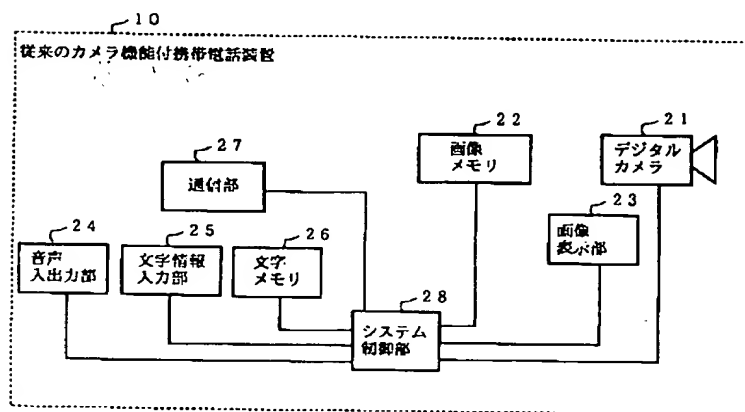 10
従来のカメラ機能付携帯電話装置
22
21
画像
メモリ
デジタル
カメラ
27
通付部
23
画像
表示部
24
音声
入出力部
25
文字情報
入力部
26
文字
メモリ
28
システム
制御部